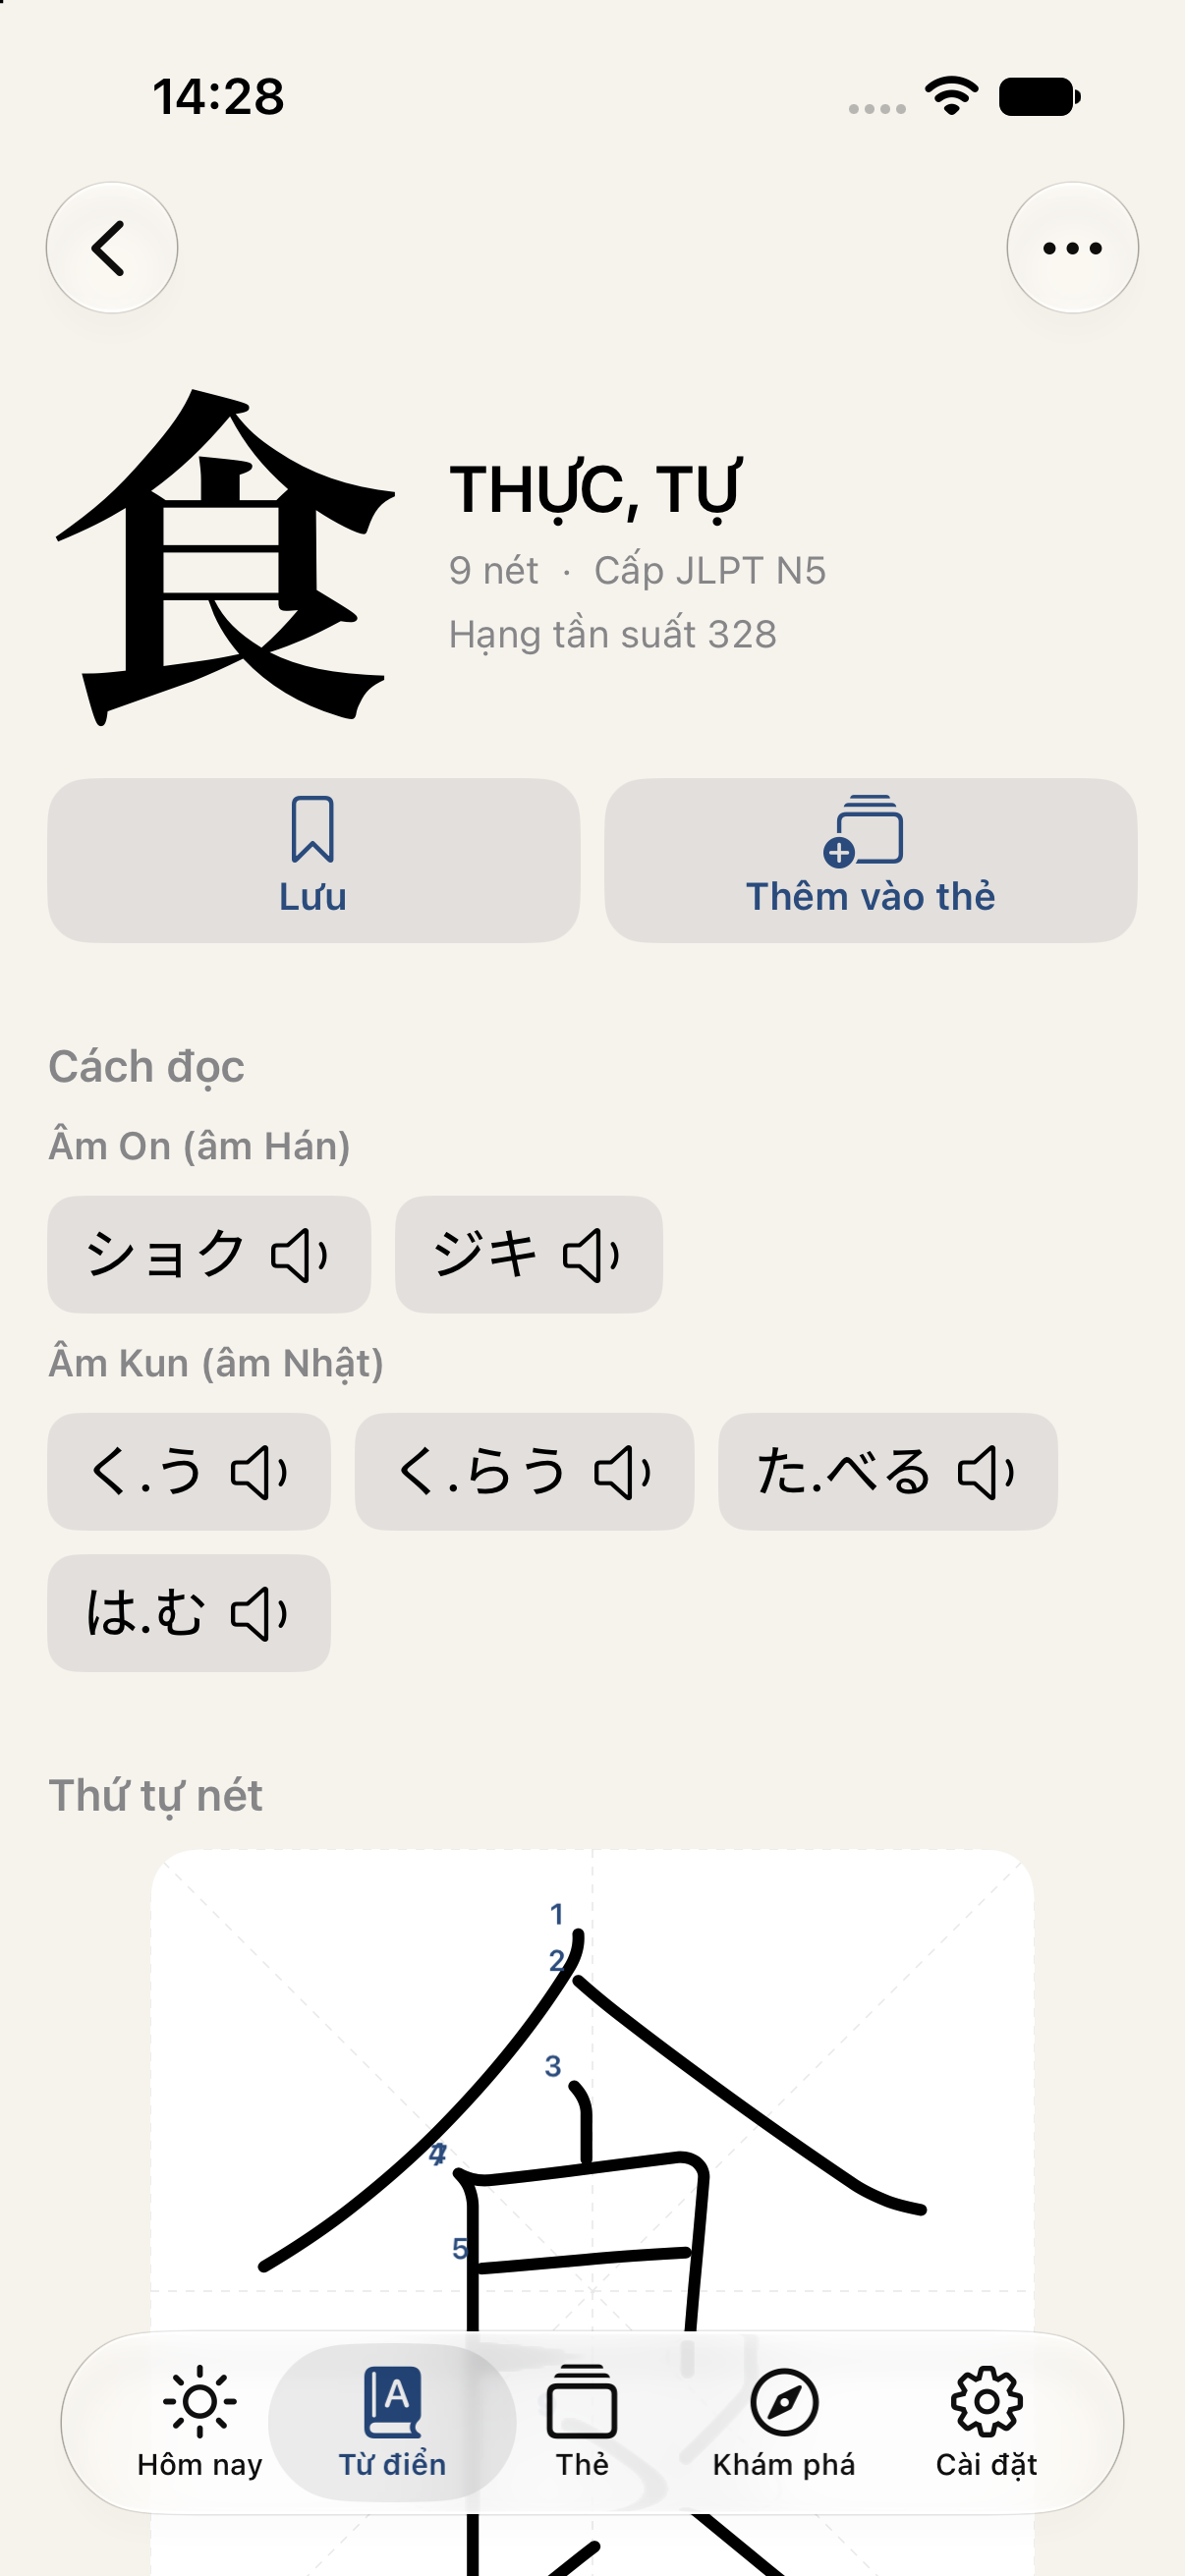 14:28
食
THỰC, TỰ
9 nét · Cấp JLPT N5
Hạng tần suất 328
Lưu
Thêm vào thẻ
Cách đọc
Âm On (âm Hán)
ショク
ジキ
Âm Kun (âm Nhật)
く.う
く.らう
た.べる
は.む
Thứ tự nét
1
2
3
4
7
5
Hôm nay
Từ điển
Thẻ
Khám phá
Cài đặt